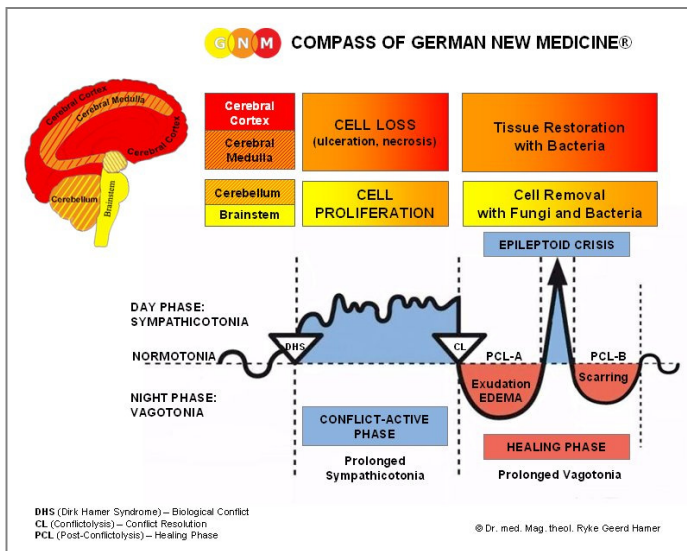 GNM COMPASS OF GERMAN NEW MEDICINE®
Cerebral Cortex
Cerebral Medulla
Cerebral Cortex
Cerebellum
Brainstem
Cerebral
Cortex
Cerebral
Medulla
CELL LOSS
(ulceration, necrosis)
Tissue Restoration
with Bacteria
Cerebellum
Brainstem
CELL
PROLIFERATION
Cell Removal
with Fungi and Bacteria
EPILEPTOID CRISIS
DAY PHASE:
SYMPATHICOTONIA
NORMOTONIA
DHS
CL
PCL-A
PCL-B
Exudation
EDEMA
Scarring
NIGHT PHASE:
VAGOTONIA
CONFLICT-ACTIVE
PHASE
Prolonged
Sympathicotonia
HEALING PHASE
Prolonged Vagotonia
DHS (Dirk Hamer Syndrome) – Biological Conflict
CL (Conflictolysis) – Conflict Resolution
PCL (Post-Conflictolysis) – Healing Phase
© Dr. med. Mag. theol. Ryke Geerd Hamer